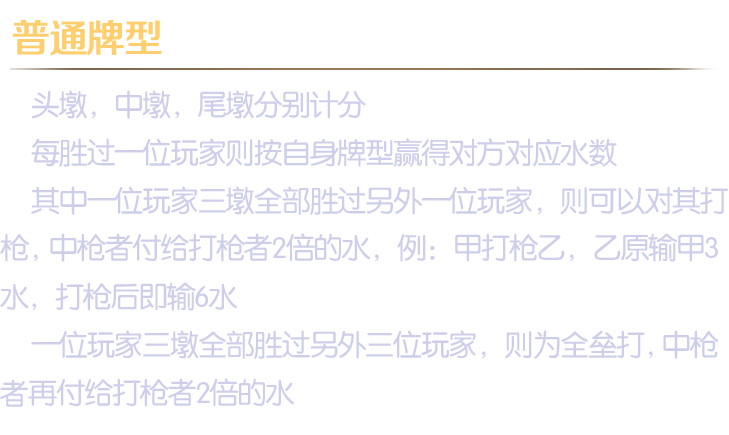 普通牌型
头墩，中墩，尾墩分别计分
每胜过一位玩家则按自身牌型赢得对方对应水数
其中一位玩家三墩全部胜过另外一位玩家，则可以对其打
枪，中枪者付给打枪者2倍的水，例：甲打枪乙，乙原输甲3
水，打枪后即输6水
一位玩家三墩全部胜过另外三位玩家，则为全垒打，中枪
者再付给打枪者2倍的水